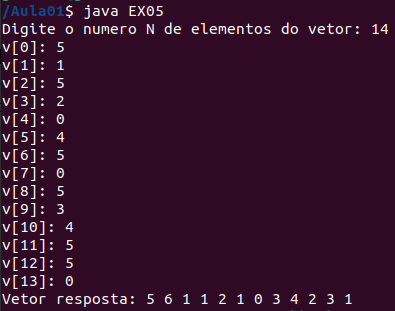 /Aula01$ java EX05
Digite o numero N de elementos do vetor: 14
v[0]: 5
v[1]: 1
v[2]: 5
v[3]: 2
v[4]: 0
v[5]: 4
v[6]: 5
v[7]: 0
v[8]: 5
v[9]: 3
v[10]: 4
v[11]: 5
v[12]: 5
v[13]: 0
Vetor resposta: 5 6 1 1 2 1 0 3 4 2 3 1